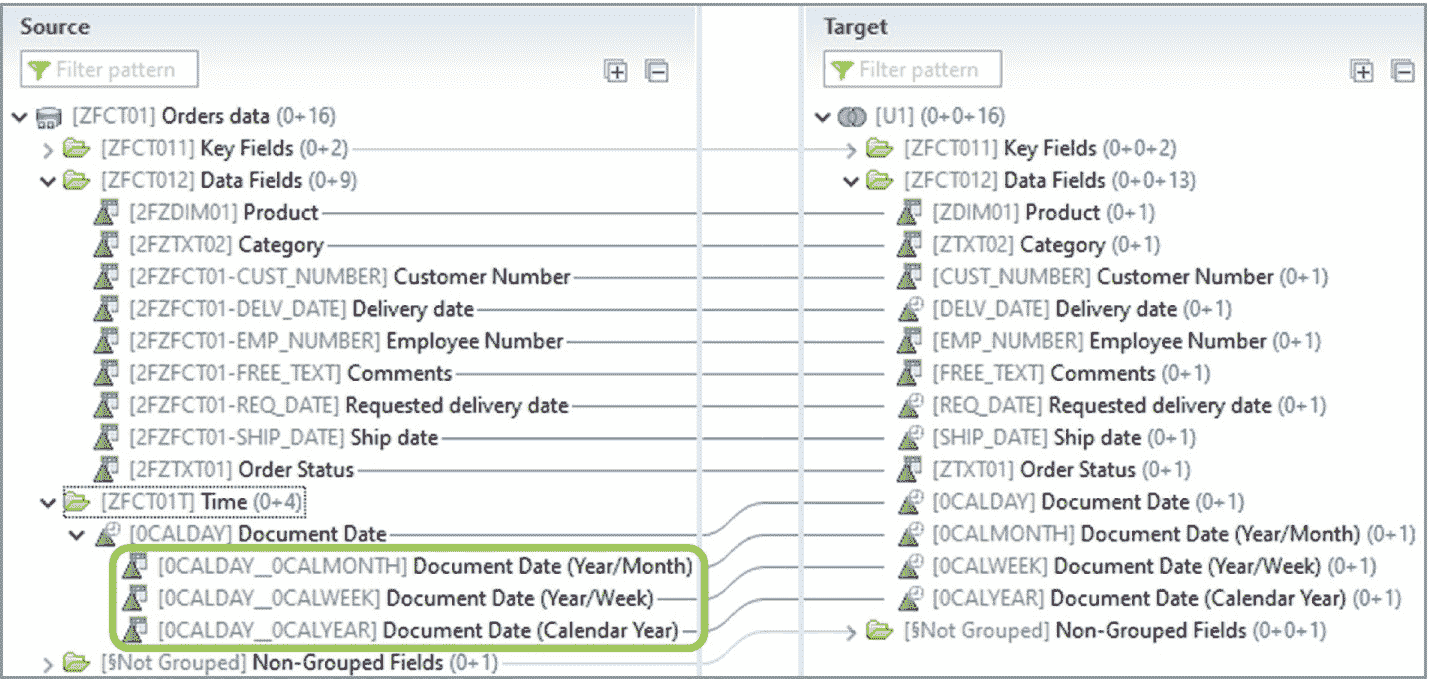 Source
Filter pattern
[ZFCT01] Orders data (0+16)
[ZFCT011] Key Fields (0+2)
[ZFCT012] Data Fields (0+9)
[2FZDIM01] Product
[2FZTXT02] Category
[2FZFCT01-CUST_NUMBER] Customer Number
[2FZFCT01-DELV_DATE] Delivery date
[2FZFCT01-EMP_NUMBER] Employee Number
[2FZFCT01-FREE_TEXT] Comments
[2FZFCT01-REQ_DATE] Requested delivery date
[2FZFCT01-SHIP_DATE] Ship date
[2FZTXT01] Order Status
[ZFCT01T] Time (0+4)
[0CALDAY] Document Date
[0CALDAY__0CALMONTH] Document Date (Year/Month)
[0CALDAY__0CALWEEK] Document Date (Year/Week)
[0CALDAY__0CALYEAR] Document Date (Calendar Year)
[§Not Grouped] Non-Grouped Fields (0+1)
Target
Filter pattern
[U1] (0+0+16)
[ZFCT011] Key Fields (0+0+2)
[ZFCT012] Data Fields (0+0+13)
[ZDIM01] Product (0+1)
[ZTXT02] Category (0+1)
[CUST_NUMBER] Customer Number (0+1)
[DELV_DATE] Delivery date (0+1)
[EMP_NUMBER] Employee Number (0+1)
[FREE_TEXT] Comments (0+1)
[REQ_DATE] Requested delivery date (0+1)
[SHIP_DATE] Ship date (0+1)
[ZTXT01] Order Status (0+1)
[0CALDAY] Document Date (0+1)
[0CALMONTH] Document Date (Year/Month) (0+1)
[0CALWEEK] Document Date (Year/Week) (0+1)
[0CALYEAR] Document Date (Calendar Year) (0+1)
[§Not Grouped] Non-Grouped Fields (0+0+1)